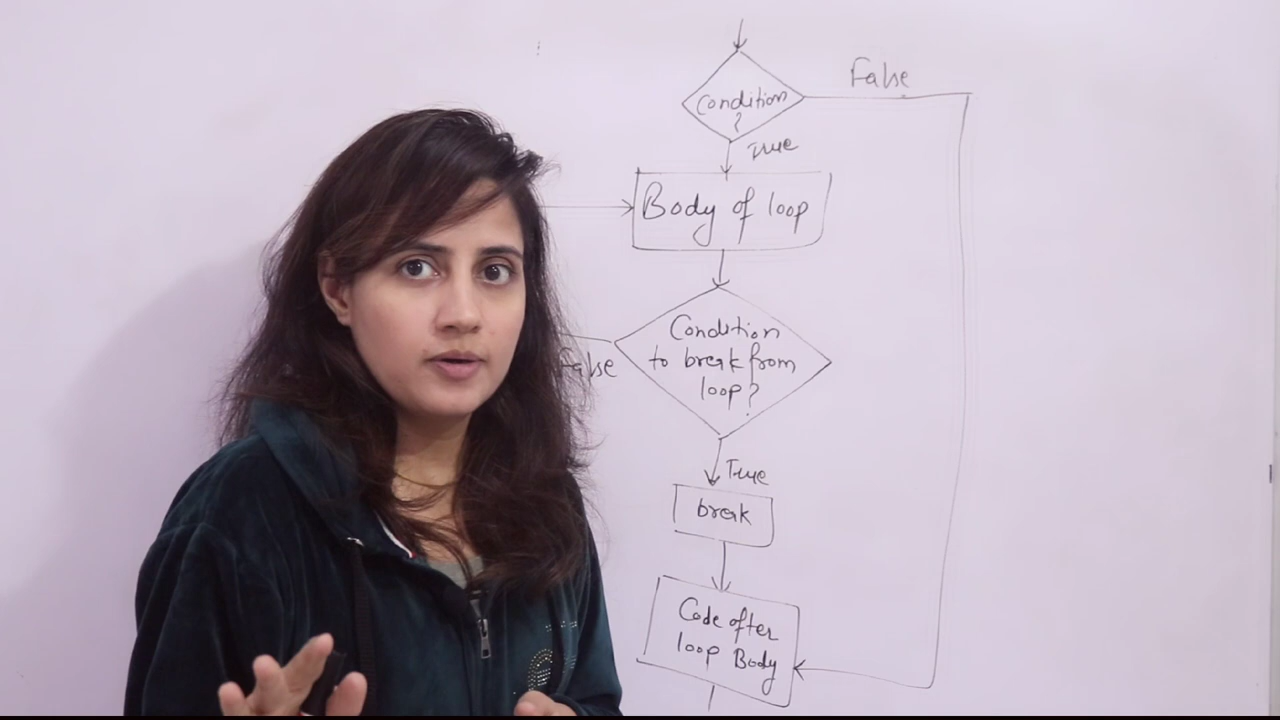 False
Condition
?
True
Body of loop
Condition
to break from
loop?
False
True
break
Code after
loop Body